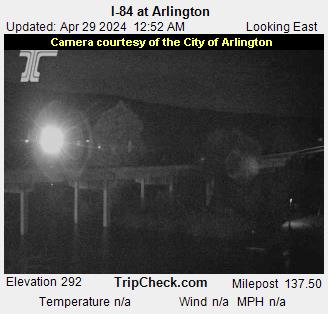 I-84 at Arlington
Updated: Apr 29 2024 12:52 AM Looking East
Camera courtesy of the City of Arlington
Elevation 292 TripCheck.com Milepost 137.50
Temperature n/a Wind n/a MPH n/a